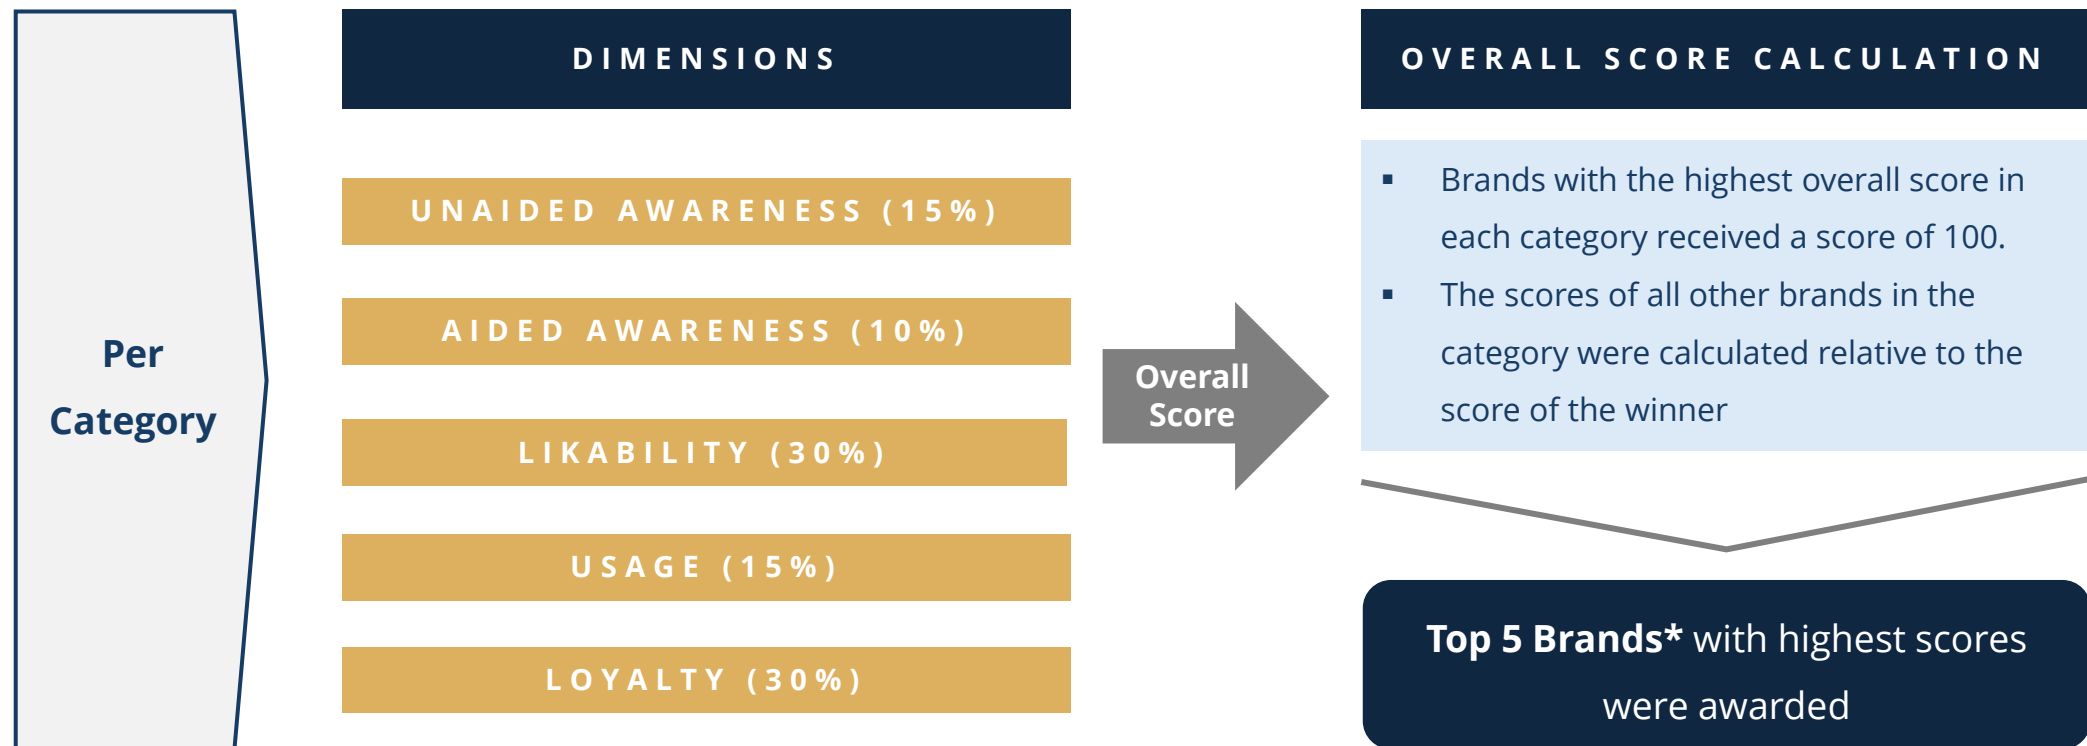 Per
Category
DIMENSIONS
UNAIDED AWARENESS (15%)
AIDED AWARENESS (10%)
LIKABILITY (30%)
USAGE (15%)
LOYALTY (30%)
Overall
Score
OVERALL SCORE CALCULATION
▪ Brands with the highest overall score in
each category received a score of 100.
▪ The scores of all other brands in the
category were calculated relative to the
score of the winner
Top 5 Brands* with highest scores
were awarded